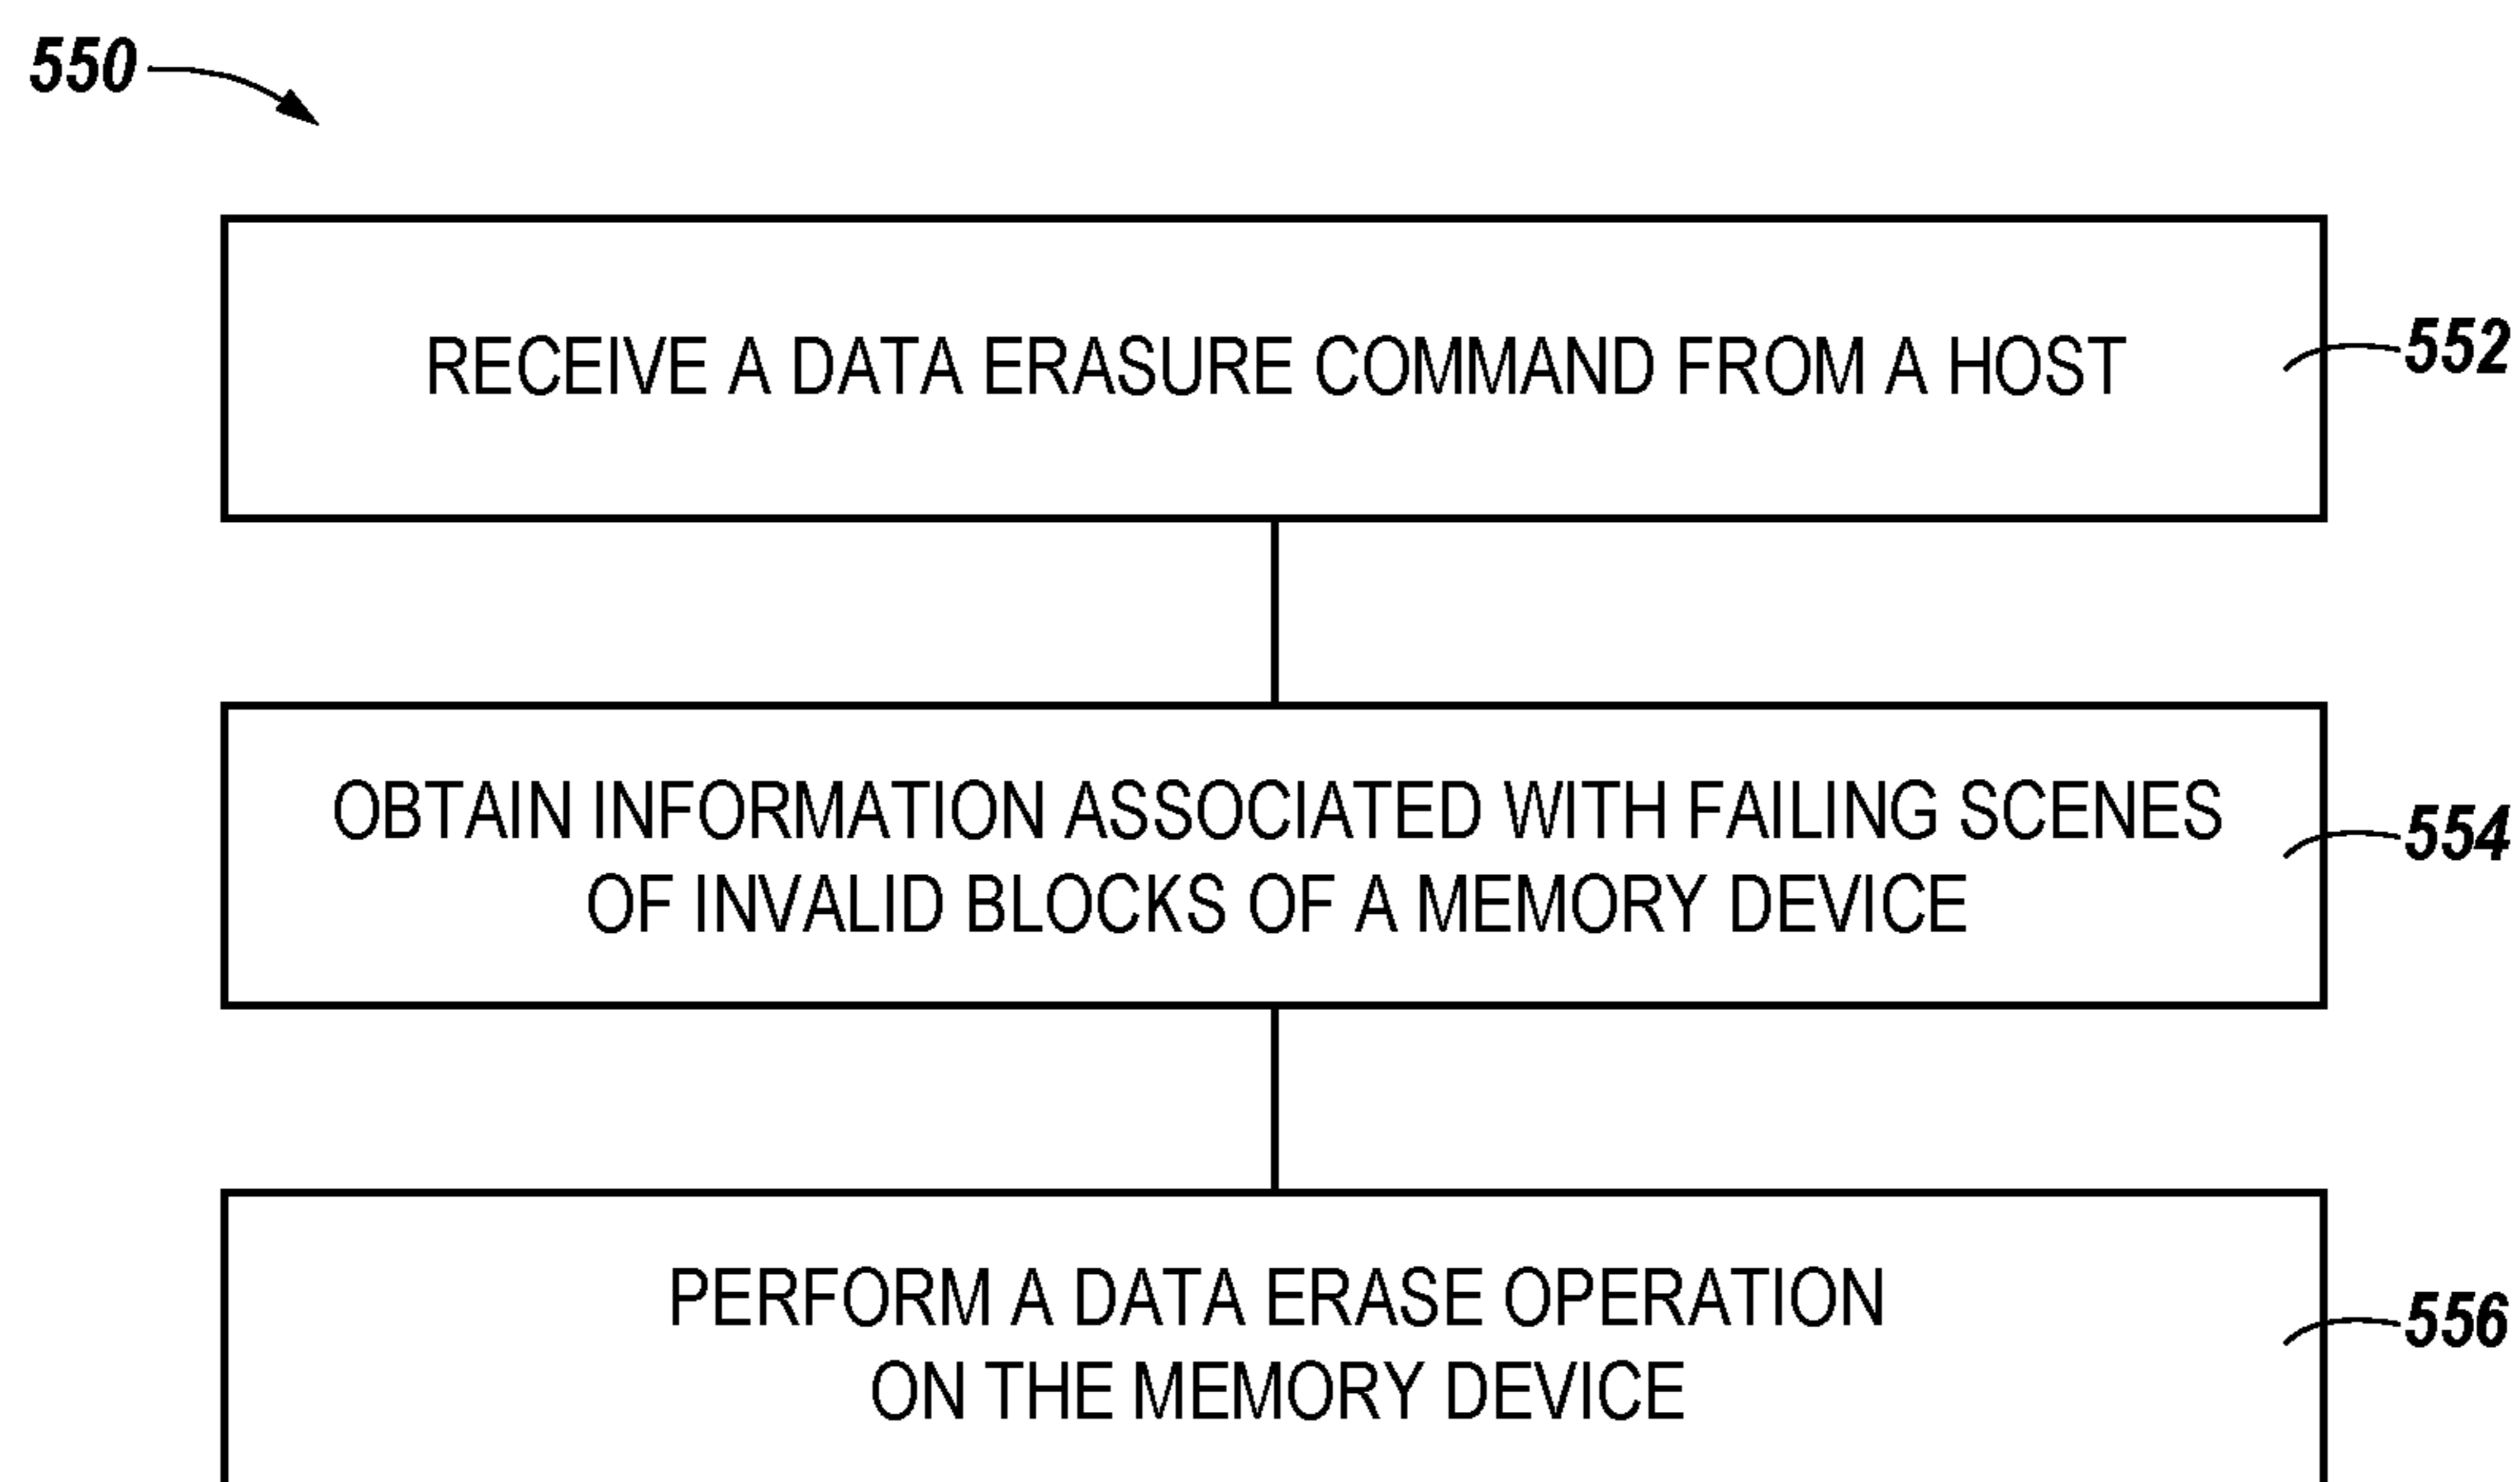 550
RECEIVE A DATA ERASURE COMMAND FROM A HOST
552
OBTAIN INFORMATION ASSOCIATED WITH FAILING SCENES
OF INVALID BLOCKS OF A MEMORY DEVICE
554
PERFORM A DATA ERASE OPERATION
ON THE MEMORY DEVICE
556